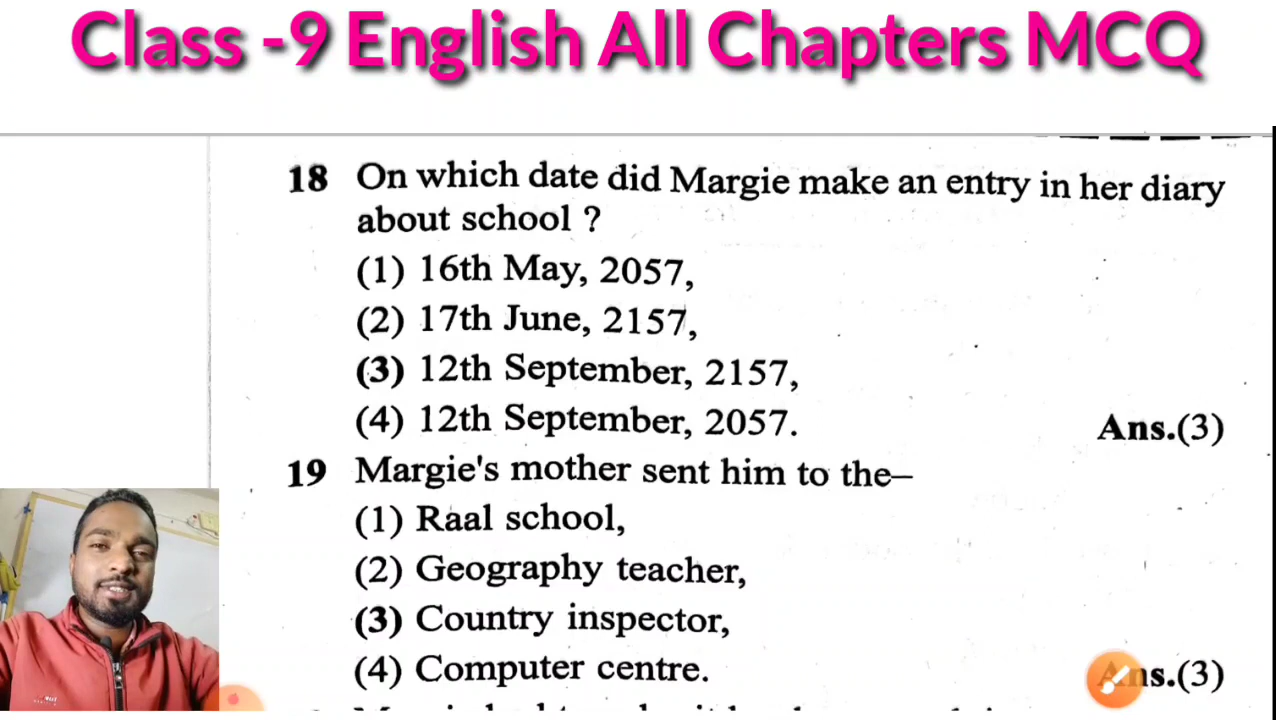 Class -9 English All Chapters MCQ
18 On which date did Margie make an entry in her diary
about school ?
(1) 16th May, 2057,
(2) 17th June, 2157,
(3) 12th September, 2157,
(4) 12th September, 2057.
Ans.(3)
19 Margie's mother sent him to the–
(1) Raal school,
(2) Geography teacher,
(3) Country inspector,
(4) Computer centre.
Ans.(3)